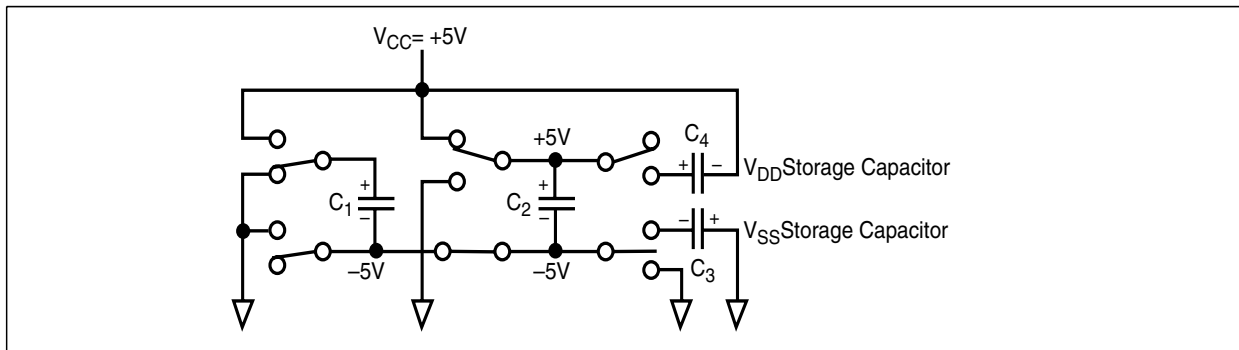 VCC= +5V
+5V
C4
+ –
VDDStorage Capacitor
+
C1
–
+
C2
–
– +
VSSStorage Capacitor
C3
–5V
–5V